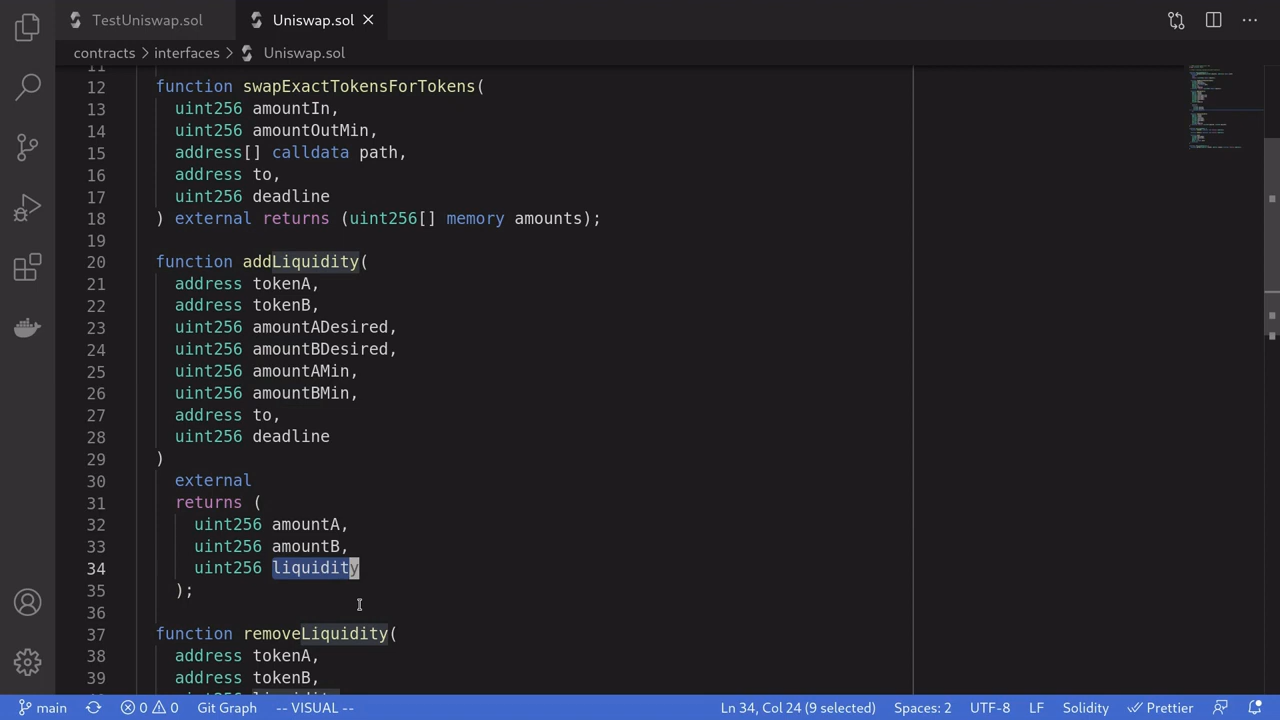 TestUniswap.sol Uniswap.sol
contracts > interfaces > Uniswap.sol
11
12 function swapExactTokensForTokens(
13 uint256 amountIn,
14 uint256 amountOutMin,
15 address[] calldata path,
16 address to,
17 uint256 deadline
18 ) external returns (uint256[] memory amounts);
19
20 function addLiquidity(
21 address tokenA,
22 address tokenB,
23 uint256 amountADesired,
24 uint256 amountBDesired,
25 uint256 amountAMin,
26 uint256 amountBMin,
27 address to,
28 uint256 deadline
29 )
30 external
31 returns (
32 uint256 amountA,
33 uint256 amountB,
34 uint256 liquidity
35 );
36
37 function removeLiquidity(
38 address tokenA,
39 address tokenB,
main 0 0 Git Graph -- VISUAL -- Ln 34, Col 24 (9 selected) Spaces: 2 UTF-8 LF Solidity Prettier